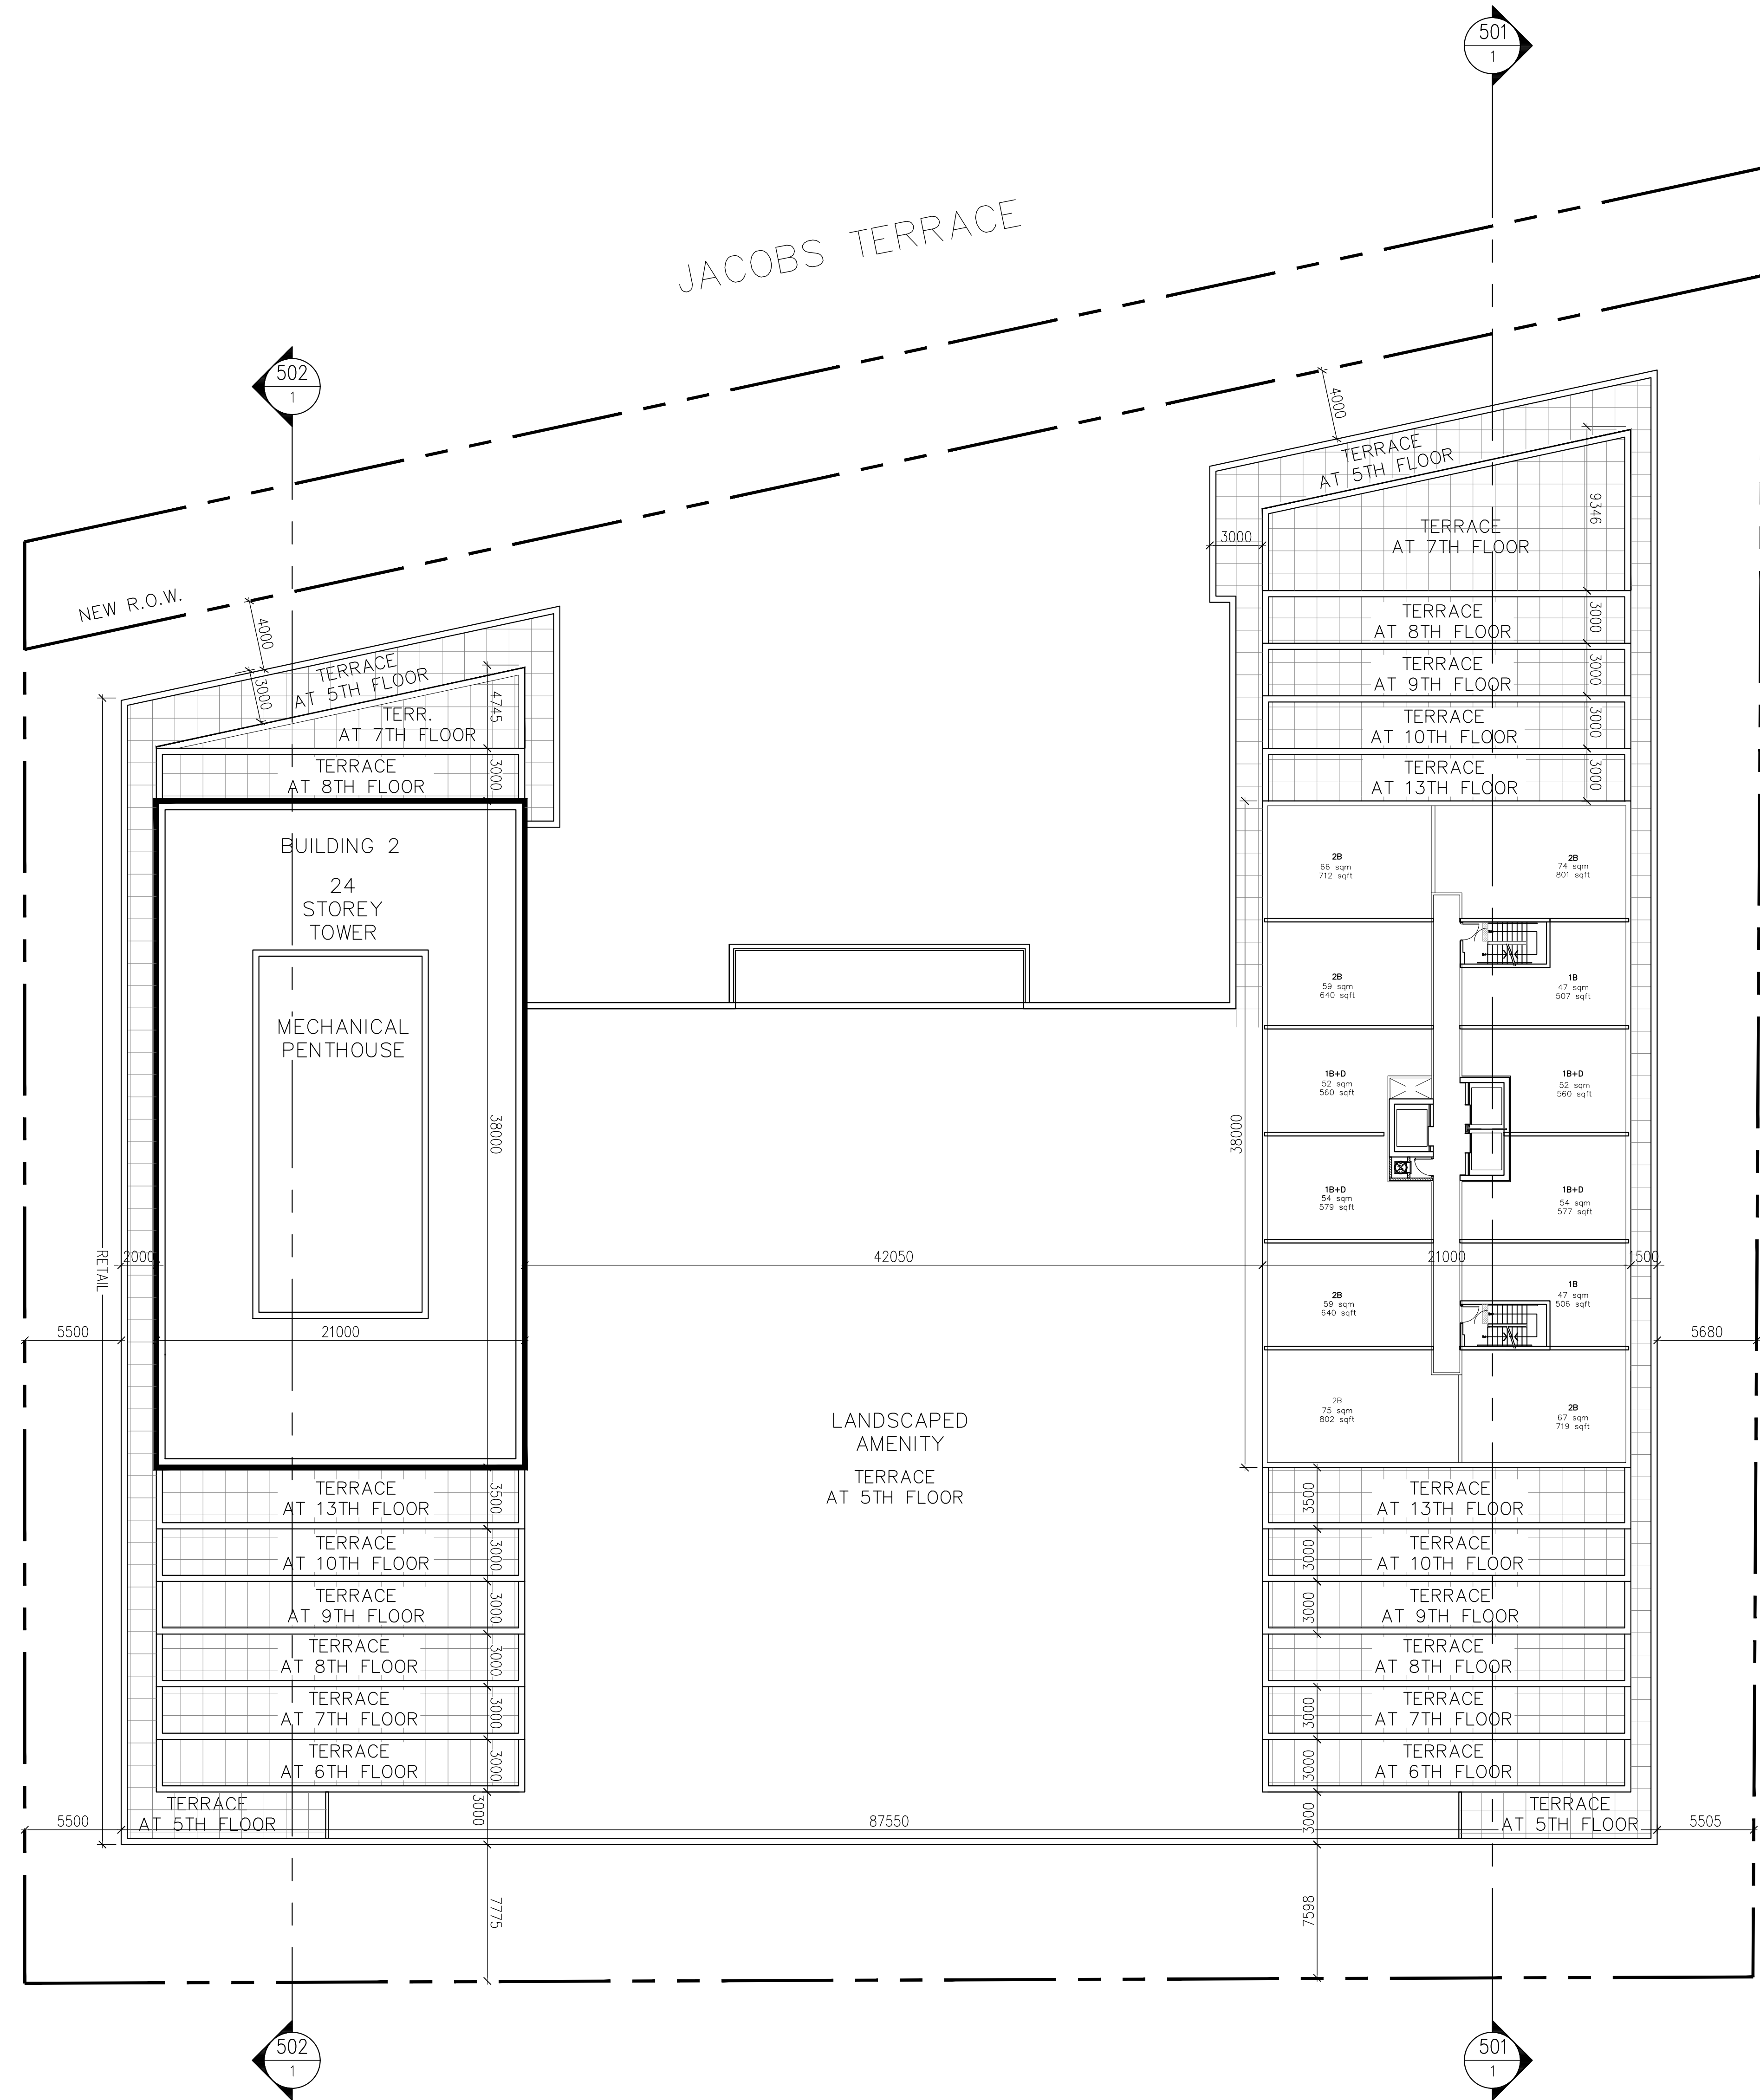 501
1
JACOBS TERRACE
502
1
NEW R.O.W.
4000
3000
TERRACE
AT 5TH FLOOR
4745
TERR.
AT 7TH FLOOR
3000
TERRACE
AT 8TH FLOOR
BUILDING 2
24
STOREY
TOWER
MECHANICAL
PENTHOUSE
38000
RETAIL
2000
5500
21000
3500
TERRACE
AT 13TH FLOOR
3000
TERRACE
AT 10TH FLOOR
3000
TERRACE
AT 9TH FLOOR
3000
TERRACE
AT 8TH FLOOR
3000
TERRACE
AT 7TH FLOOR
3000
TERRACE
AT 6TH FLOOR
3000
TERRACE
AT 5TH FLOOR
5500
7775
502
1
42050
LANDSCAPED
AMENITY
TERRACE
AT 5TH FLOOR
87550
4000
TERRACE
AT 5TH FLOOR
9346
3000
TERRACE
AT 7TH FLOOR
3000
TERRACE
AT 8TH FLOOR
3000
TERRACE
AT 9TH FLOOR
3000
TERRACE
AT 10TH FLOOR
3000
TERRACE
AT 13TH FLOOR
38000
2B
66 sqm
712 sqft
2B
74 sqm
801 sqft
2B
59 sqm
640 sqft
1B
47 sqm
507 sqft
1B+D
52 sqm
560 sqft
1B+D
52 sqm
560 sqft
1B+D
54 sqm
579 sqft
1B+D
54 sqm
577 sqft
21000
1500
2B
59 sqm
640 sqft
1B
47 sqm
506 sqft
5680
2B
75 sqm
802 sqft
2B
67 sqm
719 sqft
3500
TERRACE
AT 13TH FLOOR
3000
TERRACE
AT 10TH FLOOR
3000
TERRACE
AT 9TH FLOOR
TERRACE
AT 8TH FLOOR
3000
TERRACE
AT 7TH FLOOR
3000
TERRACE
AT 6TH FLOOR
3000
TERRACE
AT 5TH FLOOR
5505
7598
501
1